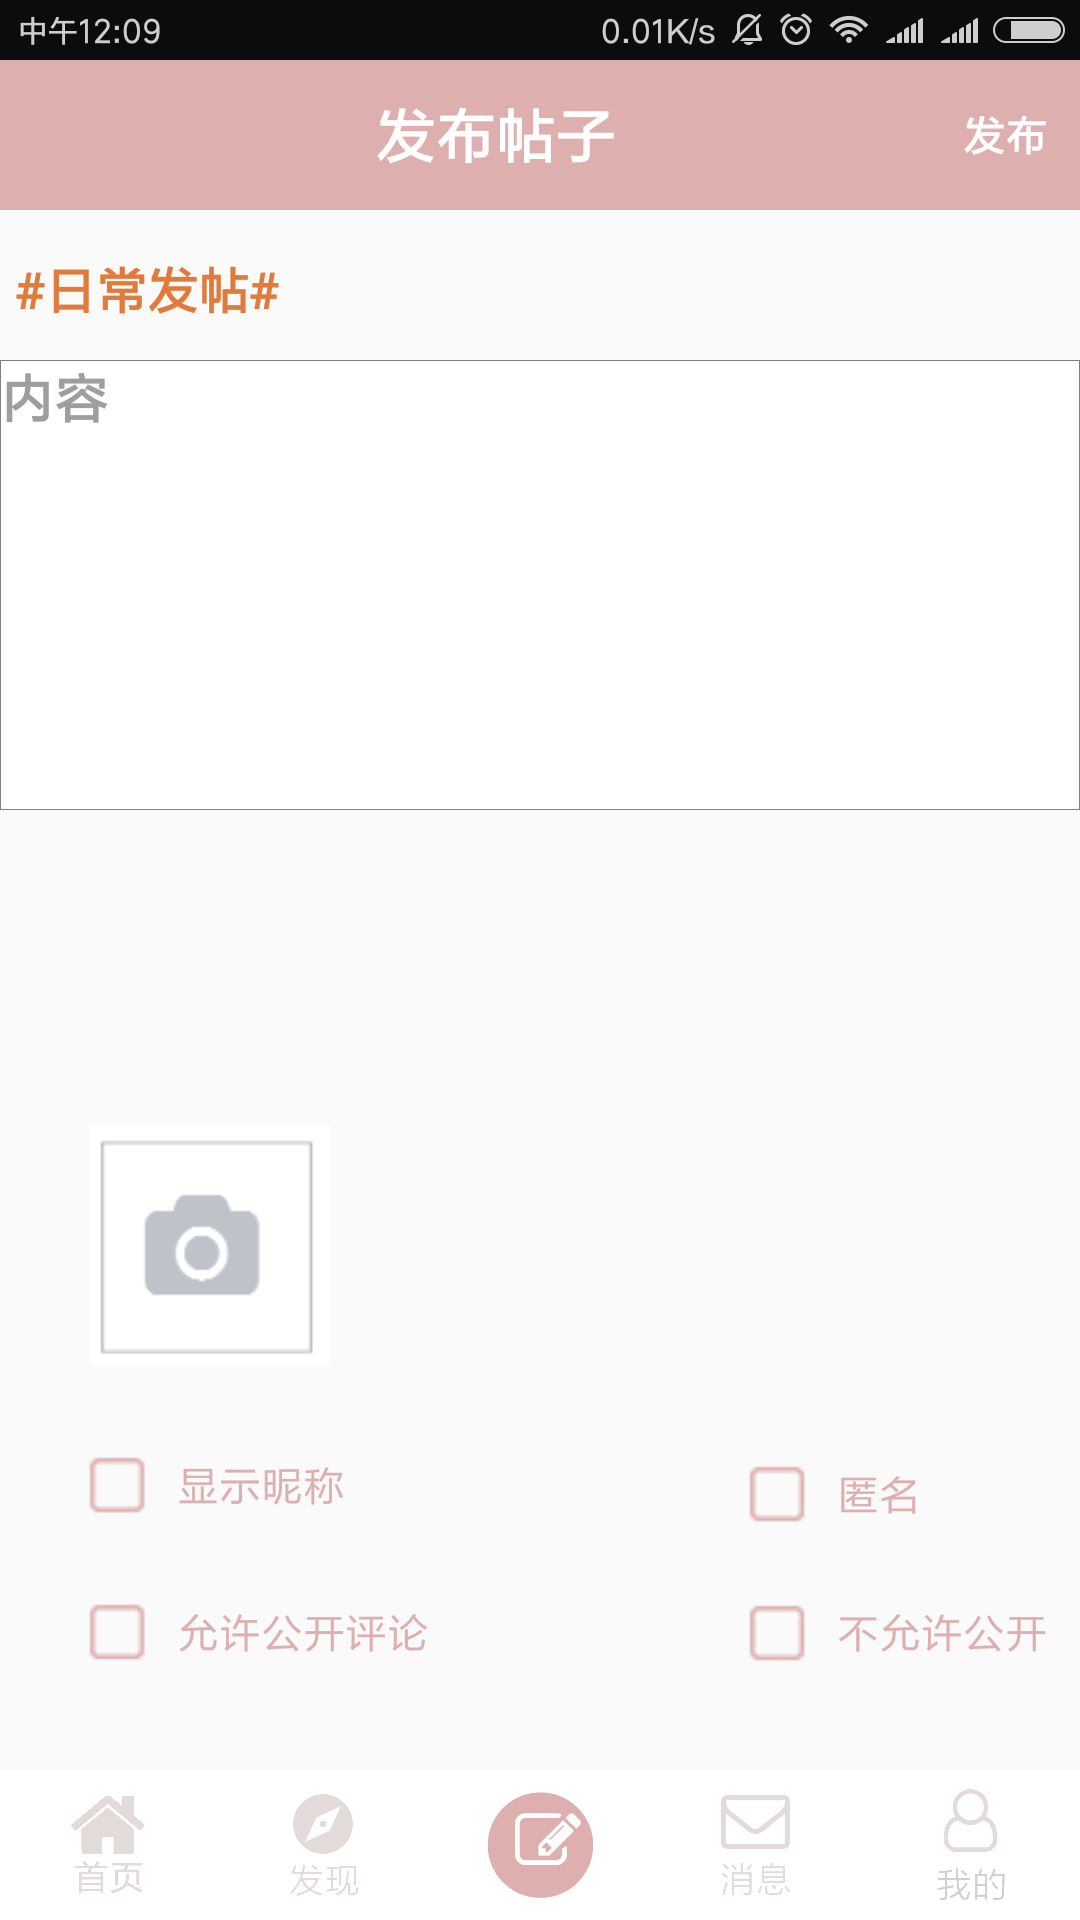 中午12:09 0.01K/s
发布帖子 发布
#日常发帖#
内容
显示昵称 匿名
允许公开评论 不允许公开
首页 发现 消息 我的